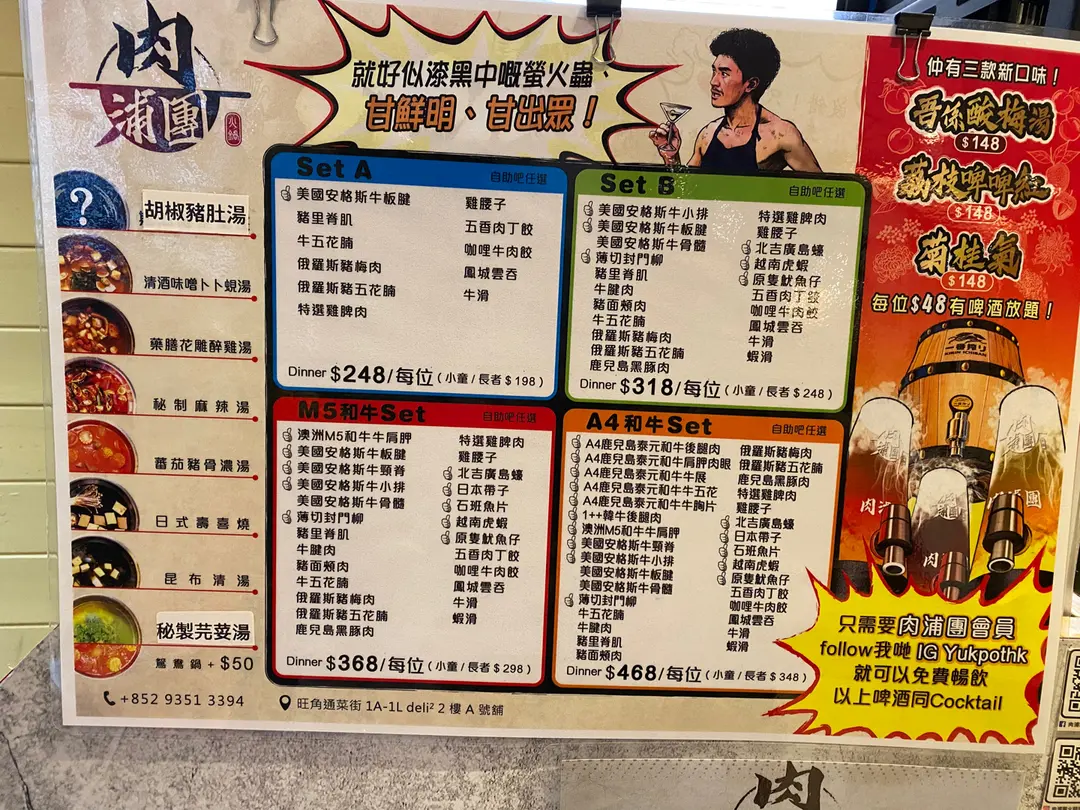 肉
浦團
火鍋
就好似漆黑中嘅螢火蟲、
甘鮮明、甘出眾！
仲有三款新口味！
吾係酸梅湯
$148
荔枝啤啤紅
$148
菊桂氣
$148
每位$48有啤酒放題！
KIRIN ICHIBAN
?
胡椒豬肚湯
清酒味噌卜卜蜆湯
藥膳花雕醉雞湯
秘制麻辣湯
蕃茄豬骨濃湯
日式壽喜燒
昆布清湯
秘製芫荽湯
鴛鴦鍋 + $50
Set A
自助吧任選
美國安格斯牛板腱
豬里脊肌
牛五花腩
俄羅斯豬梅肉
俄羅斯豬五花腩
特選雞脾肉
雞腰子
五香肉丁餃
咖哩牛肉餃
鳳城雲吞
牛滑
Dinner $248/每位(小童/長者$198)
Set B
自助吧任選
美國安格斯牛小排
美國安格斯牛板腱
美國安格斯牛骨髓
薄切封門柳
豬里脊肌
牛腱肉
豬面頰肉
牛五花腩
俄羅斯豬梅肉
俄羅斯豬五花腩
鹿兒島黑豚肉
特選雞脾肉
雞腰子
北吉廣島蠔
越南虎蝦
原隻魷魚仔
五香肉丁餃
咖哩牛肉餃
鳳城雲吞
牛滑
蝦滑
Dinner $318/每位(小童/長者$248)
M5和牛Set
自助吧任選
澳洲M5和牛牛肩胛
美國安格斯牛板腱
美國安格斯牛頸脊
美國安格斯牛小排
美國安格斯牛骨髓
薄切封門柳
豬里脊肌
牛腱肉
豬面頰肉
牛五花腩
俄羅斯豬梅肉
俄羅斯豬五花腩
鹿兒島黑豚肉
特選雞脾肉
雞腰子
北吉廣島蠔
日本帶子
石班魚片
越南虎蝦
原隻魷魚仔
五香肉丁餃
咖哩牛肉餃
鳳城雲吞
牛滑
蝦滑
Dinner $368/每位(小童/長者$298)
A4和牛Set
自助吧任選
A4鹿兒島泰元和牛後腿肉
A4鹿兒島泰元和牛肩胛肉眼
A4鹿兒島泰元和牛牛展
A4鹿兒島泰元和牛牛五花
A4鹿兒島泰元和牛牛胸片
1++韓牛後腿肉
澳洲M5和牛牛肩胛
美國安格斯牛頸脊
美國安格斯牛小排
美國安格斯牛板腱
美國安格斯牛骨髓
薄切封門柳
牛五花腩
牛腱肉
豬里脊肌
豬面頰肉
俄羅斯豬梅肉
俄羅斯豬五花腩
鹿兒島黑豚肉
特選雞脾肉
雞腰子
北吉廣島蠔
日本帶子
石班魚片
越南虎蝦
原隻魷魚仔
五香肉丁餃
咖哩牛肉餃
鳳城雲吞
牛滑
蝦滑
Dinner $468/每位(小童/長者$348)
肉
肉
團
只需要肉浦團會員
follow我哋 IG Yukpothk
就可以免費暢飲
以上啤酒同Cocktail
+852 9351 3394
旺角通菜街 1A-1L deli² 2 樓 A 號舖
肉